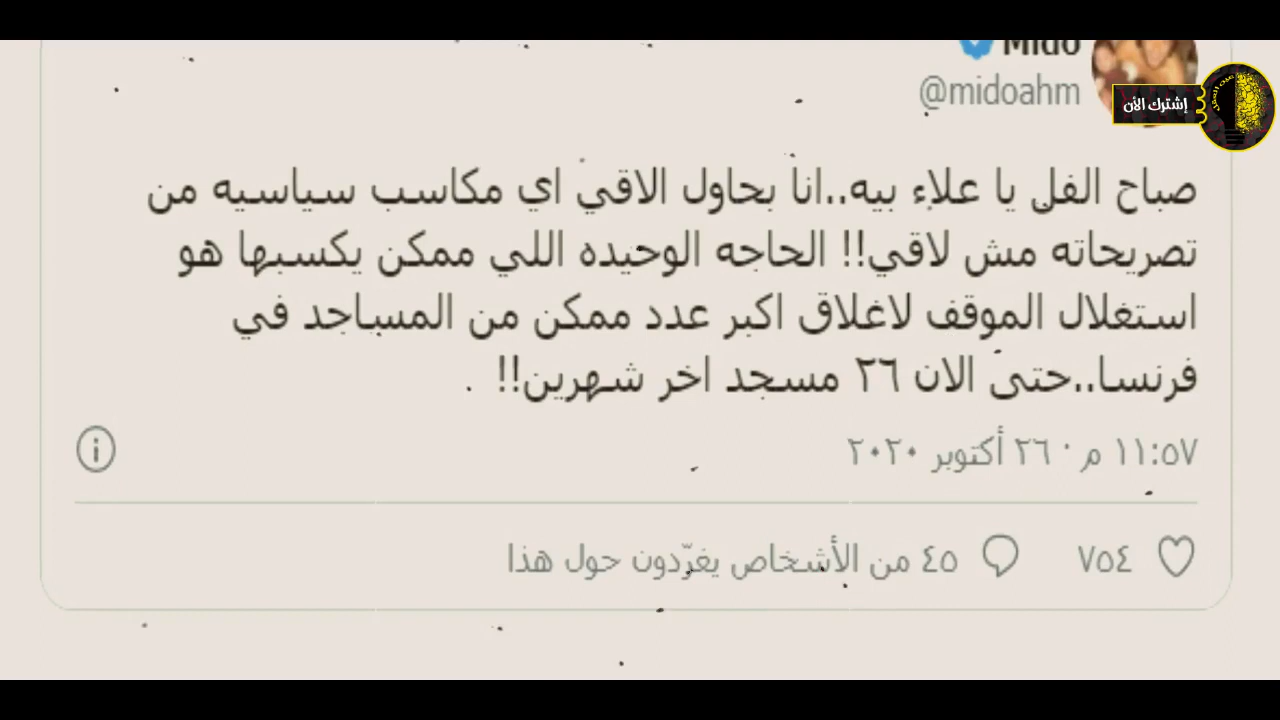 Mido
@midoahm
إشترك الأن
صباح الفل يا علاء بيه..انا بحاول الاقي اي مكاسب سياسيه من
تصريحاته مش لاقي!! الحاجه الوحيده اللي ممكن يكسبها هو
استغلال الموقف لاغلاق اكبر عدد ممكن من المساجد في
فرنسا..حتى الان ٢٦ مسجد اخر شهرين!!
١١:٥٧ م · ٢٦ أكتوبر ٢٠٢٠
٧٥٤
٤٥ من الأشخاص يغرّدون حول هذا